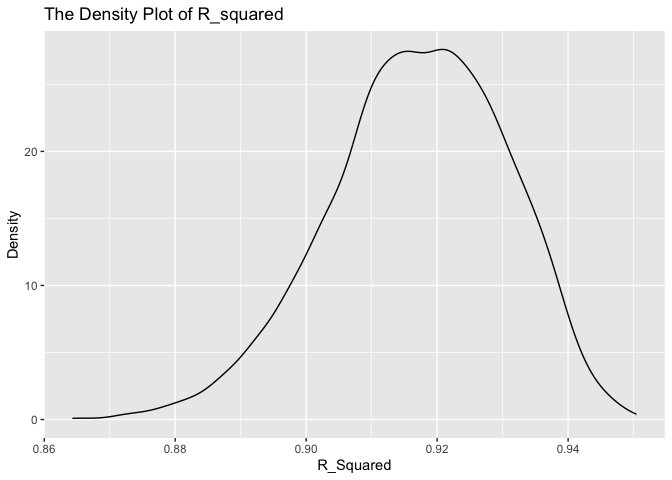 The Density Plot of R_squared
Density
20
10
0
0.86 0.88 0.90 0.92 0.94
R_Squared